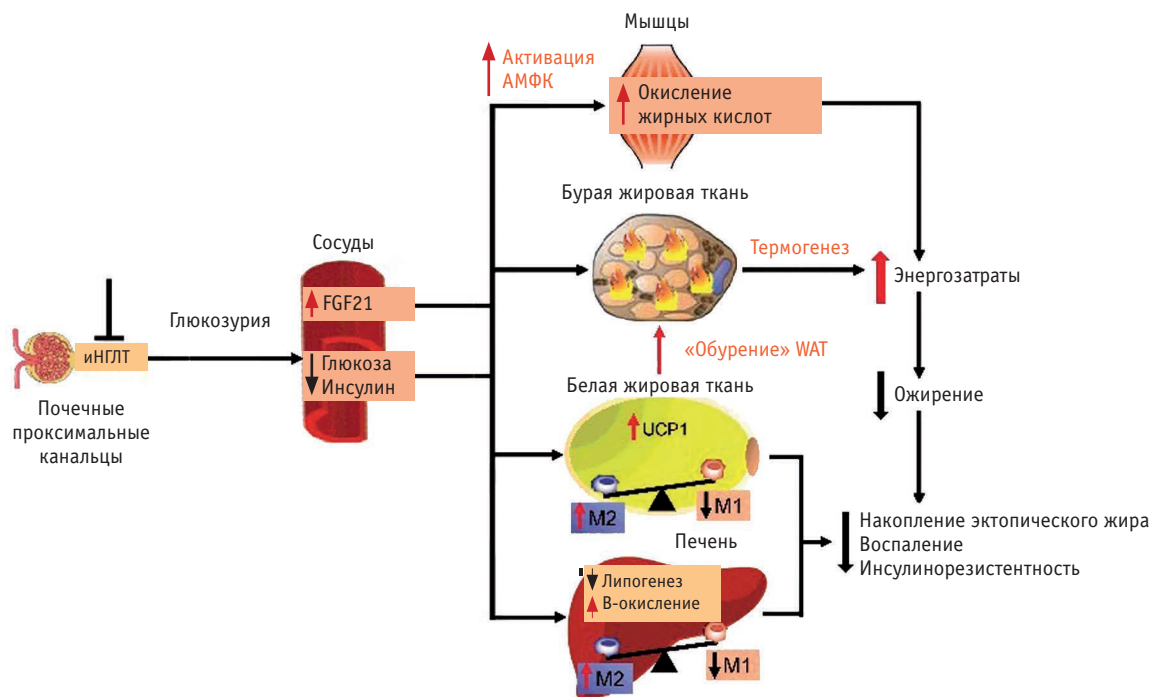 Мышцы
Активация
АМФК
Окисление
жирных кислот
Бурая жировая ткань
Сосуды
Термогенез
Энергозатраты
FGF21
Глюкозурия
иНГЛТ
Глюкоза
Инсулин
«Обурение» WAT
Белая жировая ткань
Ожирение
Почечные
проксимальные
канальцы
UCP1
M2
M1
Печень
Накопление эктопического жира
Воспаление
Инсулинорезистентность
Липогенез
В-окисление
M2
M1